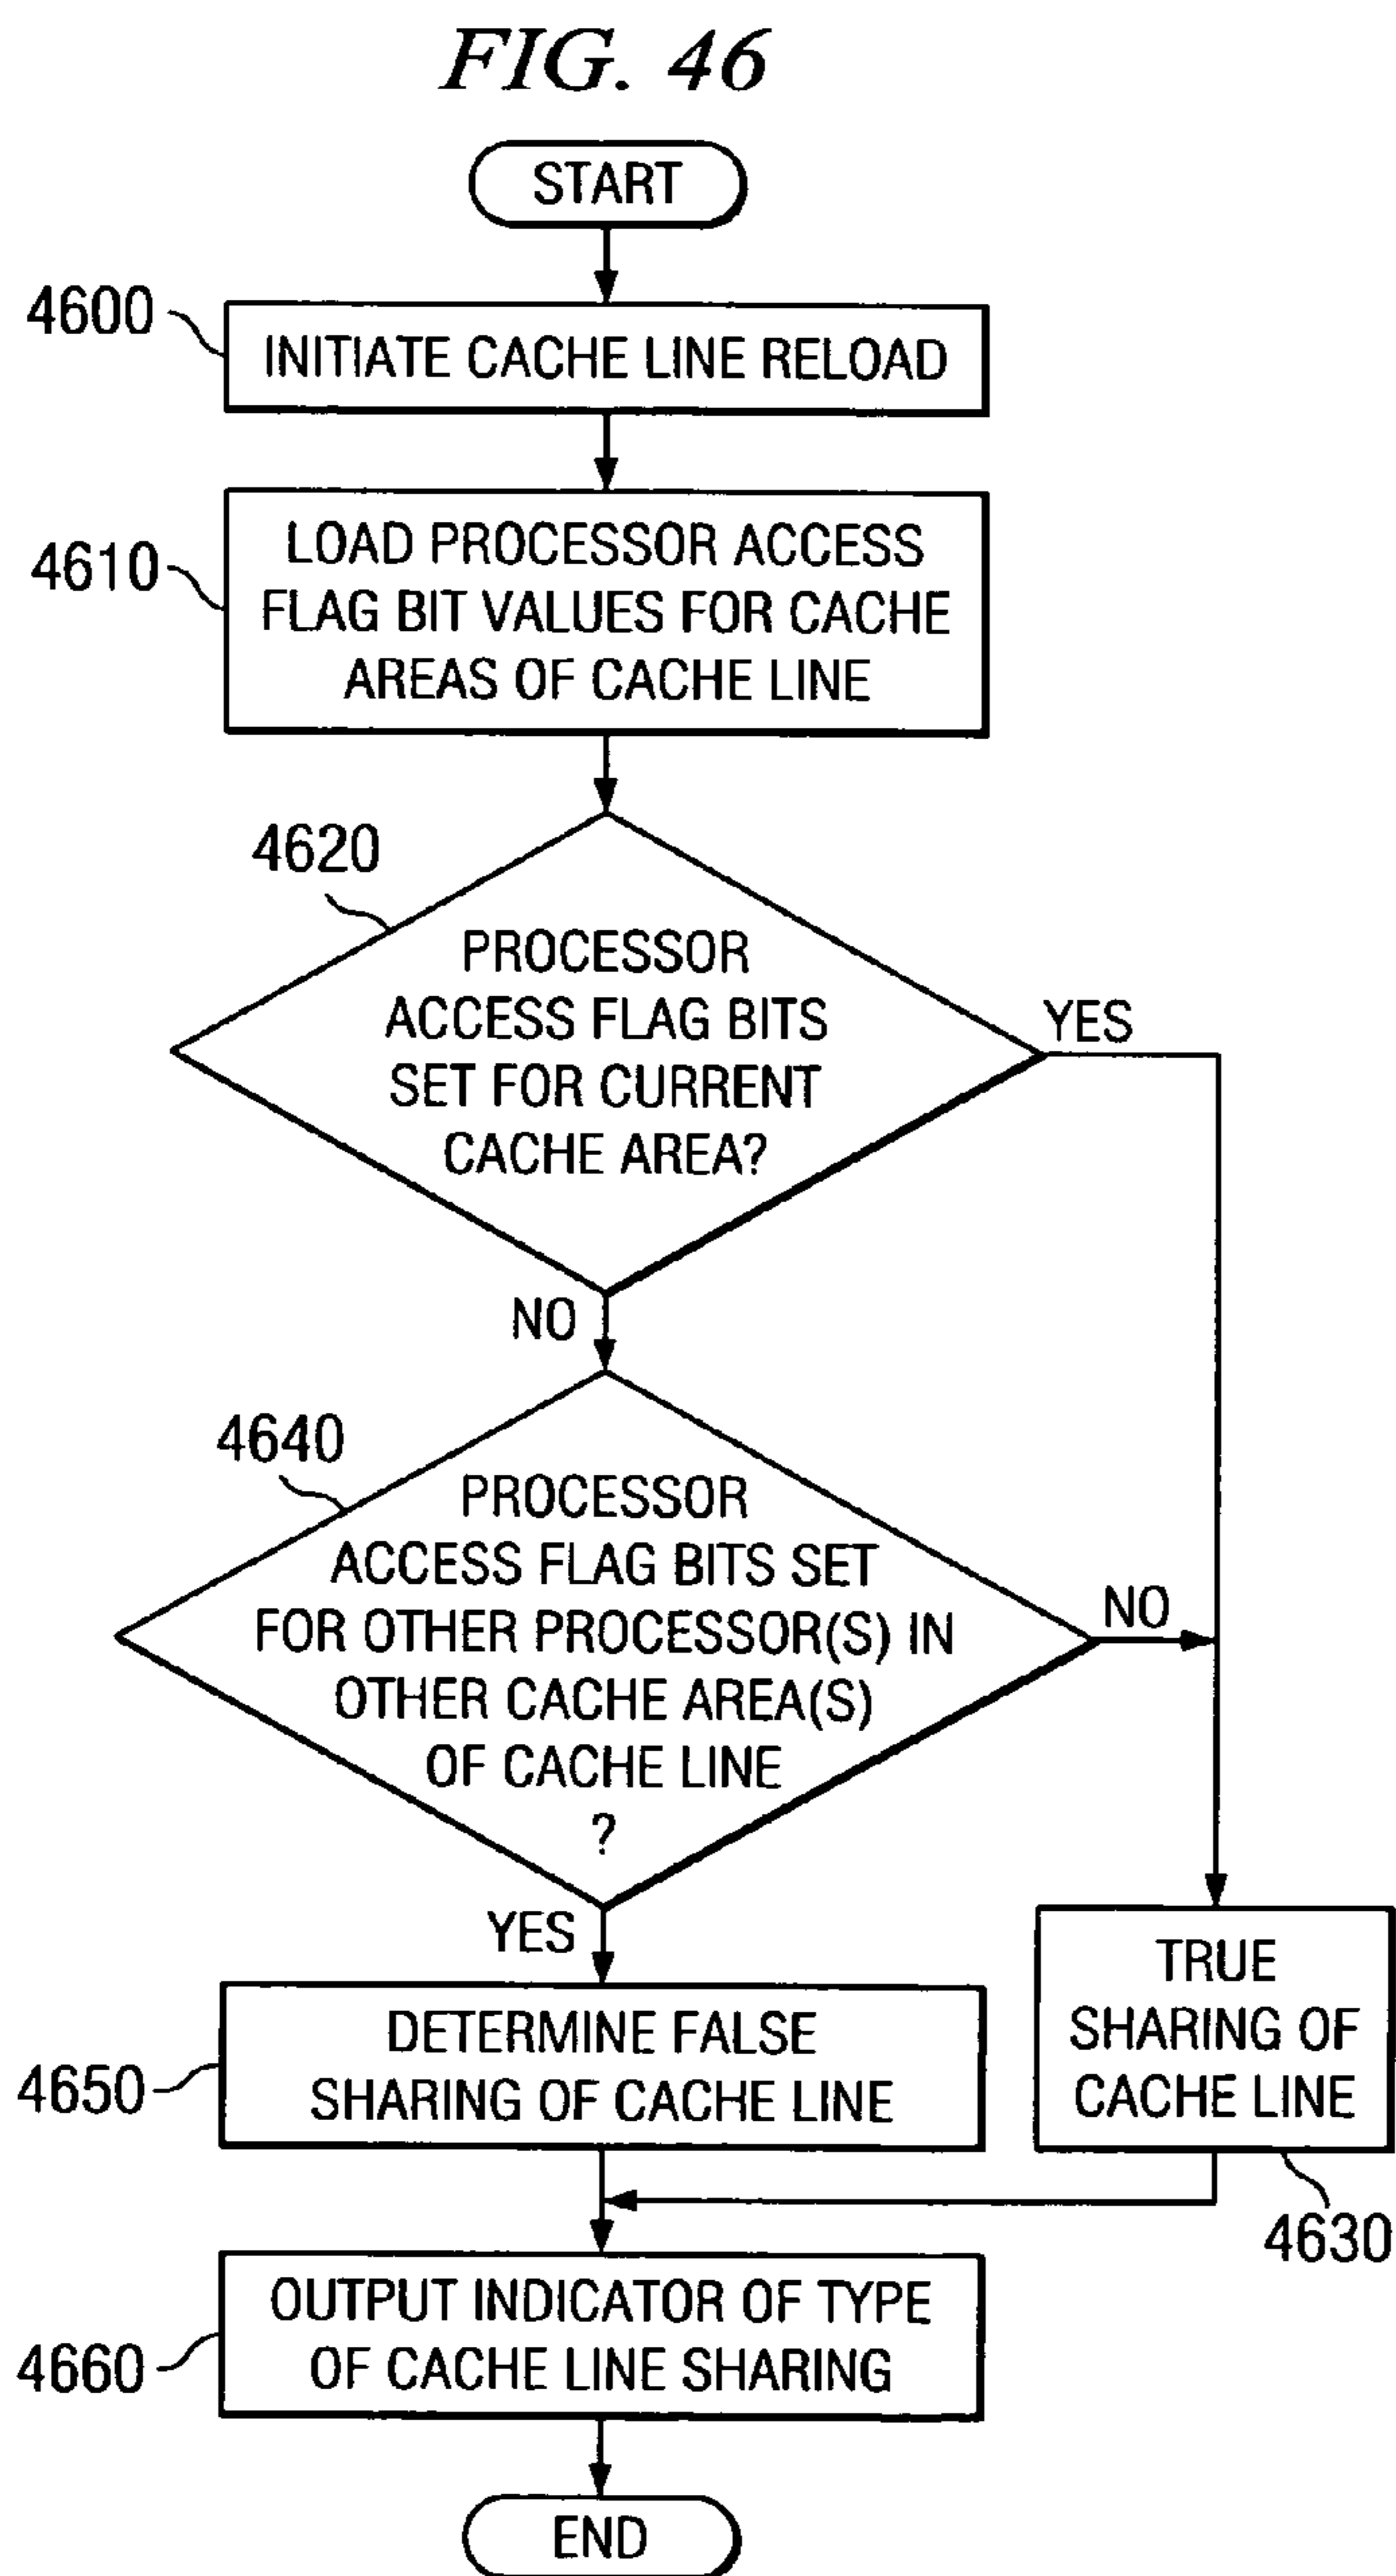 FIG. 46
START
4600
INITIATE CACHE LINE RELOAD
4610
LOAD PROCESSOR ACCESS
FLAG BIT VALUES FOR CACHE
AREAS OF CACHE LINE
4620
PROCESSOR
ACCESS FLAG BITS
SET FOR CURRENT
CACHE AREA?
YES
NO
4640
PROCESSOR
ACCESS FLAG BITS SET
FOR OTHER PROCESSOR(S) IN
OTHER CACHE AREA(S)
OF CACHE LINE
?
NO
YES
TRUE
SHARING OF
CACHE LINE
4630
4650
DETERMINE FALSE
SHARING OF CACHE LINE
4660
OUTPUT INDICATOR OF TYPE
OF CACHE LINE SHARING
END